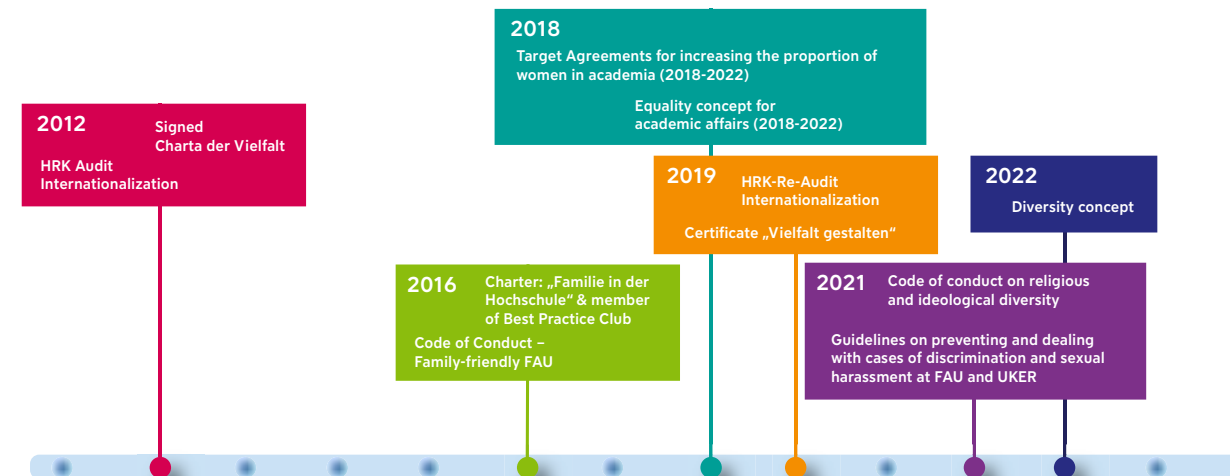 2012
Signed
Charta der Vielfalt
HRK Audit
Internationalization
2016
Charter: „Familie in der
Hochschule“ & member
of Best Practice Club
Code of Conduct –
Family-friendly FAU
2018
Target Agreements for increasing the proportion of
women in academia (2018-2022)
Equality concept for
academic affairs (2018-2022)
2019
HRK-Re-Audit
Internationalization
Certificate „Vielfalt gestalten“
2021
Code of conduct on religious
and ideological diversity
Guidelines on preventing and dealing
with cases of discrimination and sexual
harassment at FAU and UKER
2022
Diversity concept